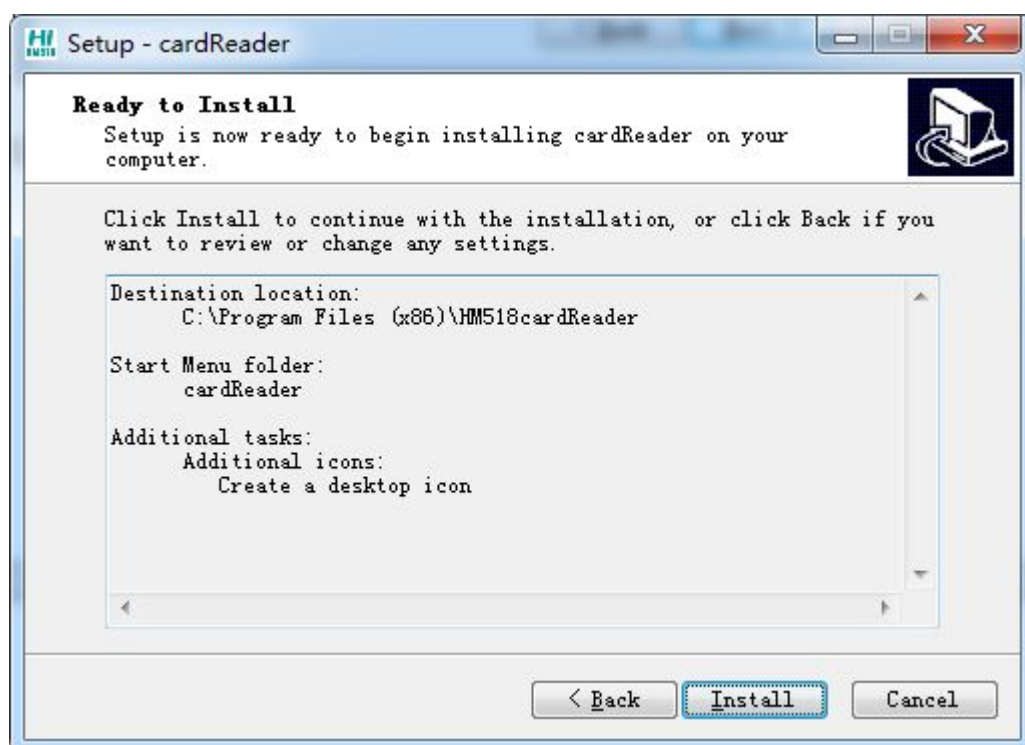 HI
HM518
Setup - cardReader
Ready to Install
Setup is now ready to begin installing cardReader on your
computer.
Click Install to continue with the installation, or click Back if you
want to review or change any settings.
Destination location:
C:\Program Files (x86)\HM518cardReader
Start Menu folder:
cardReader
Additional tasks:
Additional icons:
Create a desktop icon
< Back
Install
Cancel